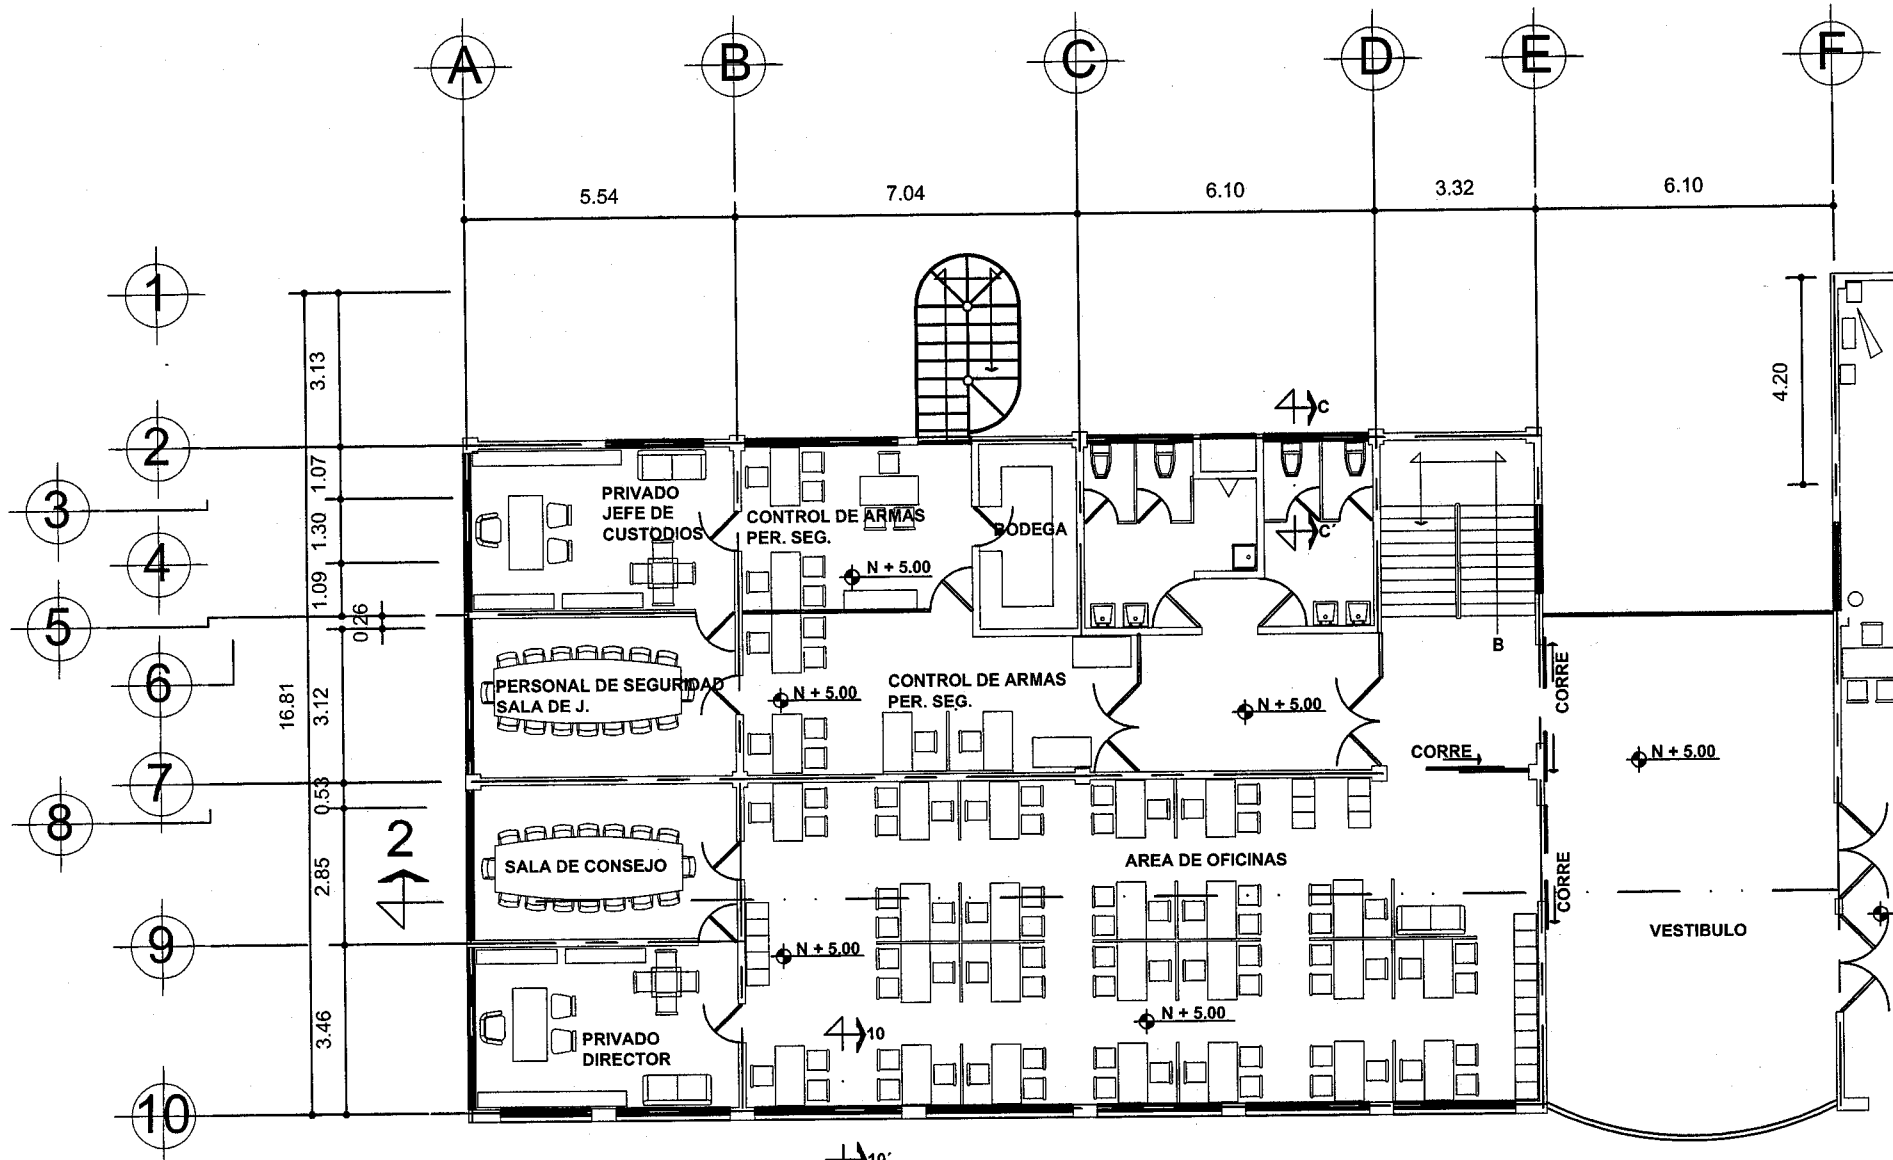 A B C D E F
5.54 7.04 6.10 3.32 6.10
1
3.13
4.20
C
2
1.07
PRIVADO
JEFE DE
CUSTODIOS
CONTROL DE ARMAS
PER. SEG.
BODEGA
3
1.30
C´
4
N + 5.00
1.09
5
0.26
B
6
PERSONAL DE SEGURIDAD
SALA DE J.
16.81
3.12
N + 5.00
CONTROL DE ARMAS
PER. SEG.
N + 5.00
CORRE
CORRE
N + 5.00
7
0.53
8
2
SALA DE CONSEJO
AREA DE OFICINAS
2.85
CORRE
9
N + 5.00
VESTIBULO
3.46
PRIVADO
DIRECTOR
10
N + 5.00
10
10´